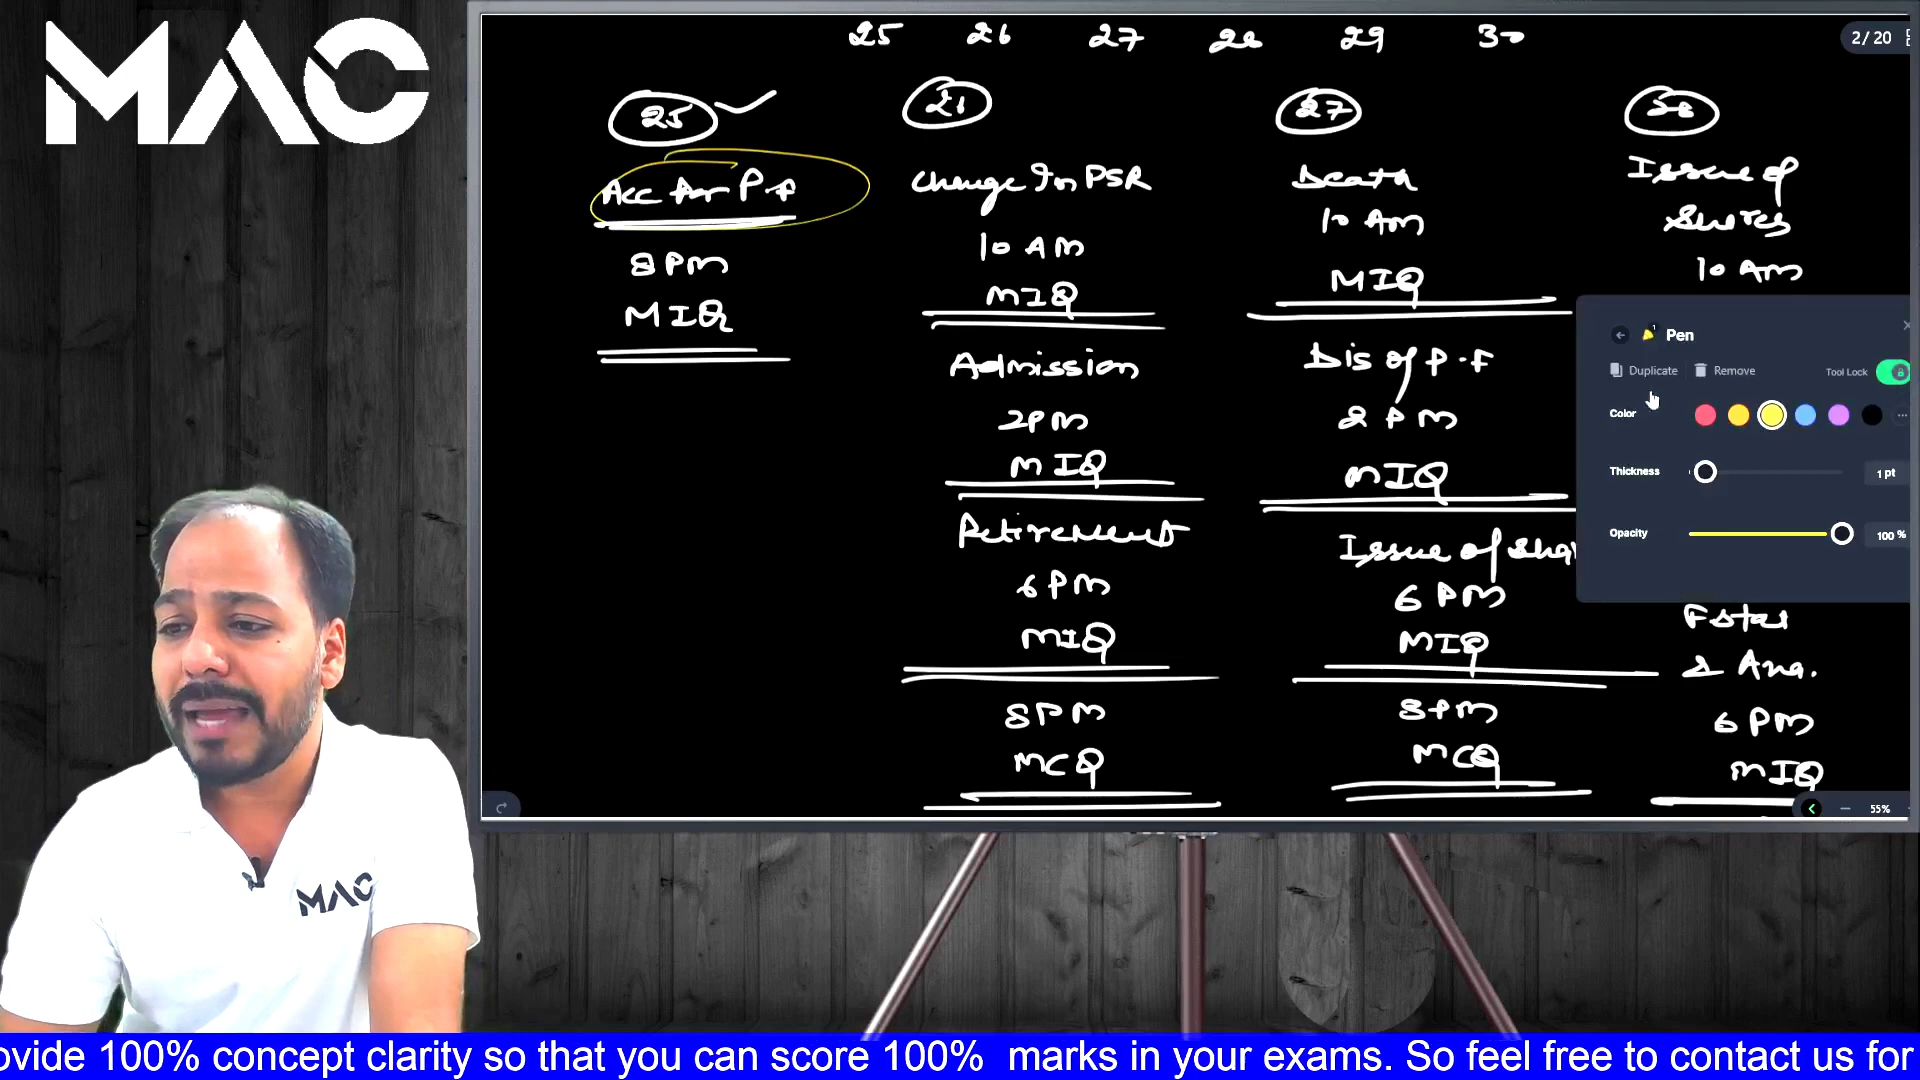 MAC
25 26 27 28 29 30
2/20
25
Acc for P.F
8 PM
MIQ
26
Change In PSR
10 AM
MIQ
Admission
2 PM
MIQ
Retirement
6 PM
MIQ
8 PM
MCQ
27
Death
10 AM
MIQ
Dis of P.F
2 PM
MIQ
Issue of Shar
6 PM
MIQ
8 PM
MCQ
28
Issue of
Shares
10 AM
& Ana.
6 PM
MIQ
1
Pen
Duplicate Remove Tool Lock
Color
Thickness 1 pt
Opacity 100 %
55%
MAC
ovide 100% concept clarity so that you can score 100% marks in your exams. So feel free to contact us for